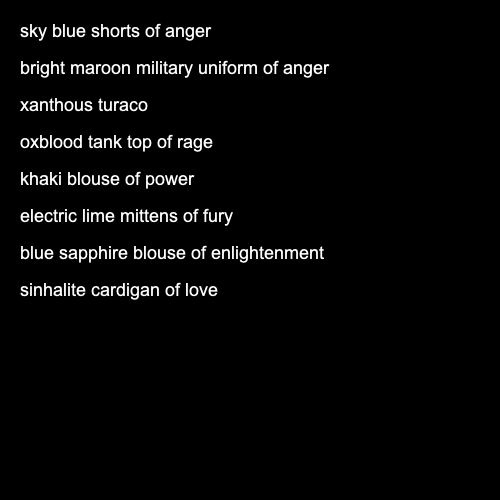 sky blue shorts of anger
bright maroon military uniform of anger
xanthous turaco
oxblood tank top of rage
khaki blouse of power
electric lime mittens of fury
blue sapphire blouse of enlightenment
sinhalite cardigan of love